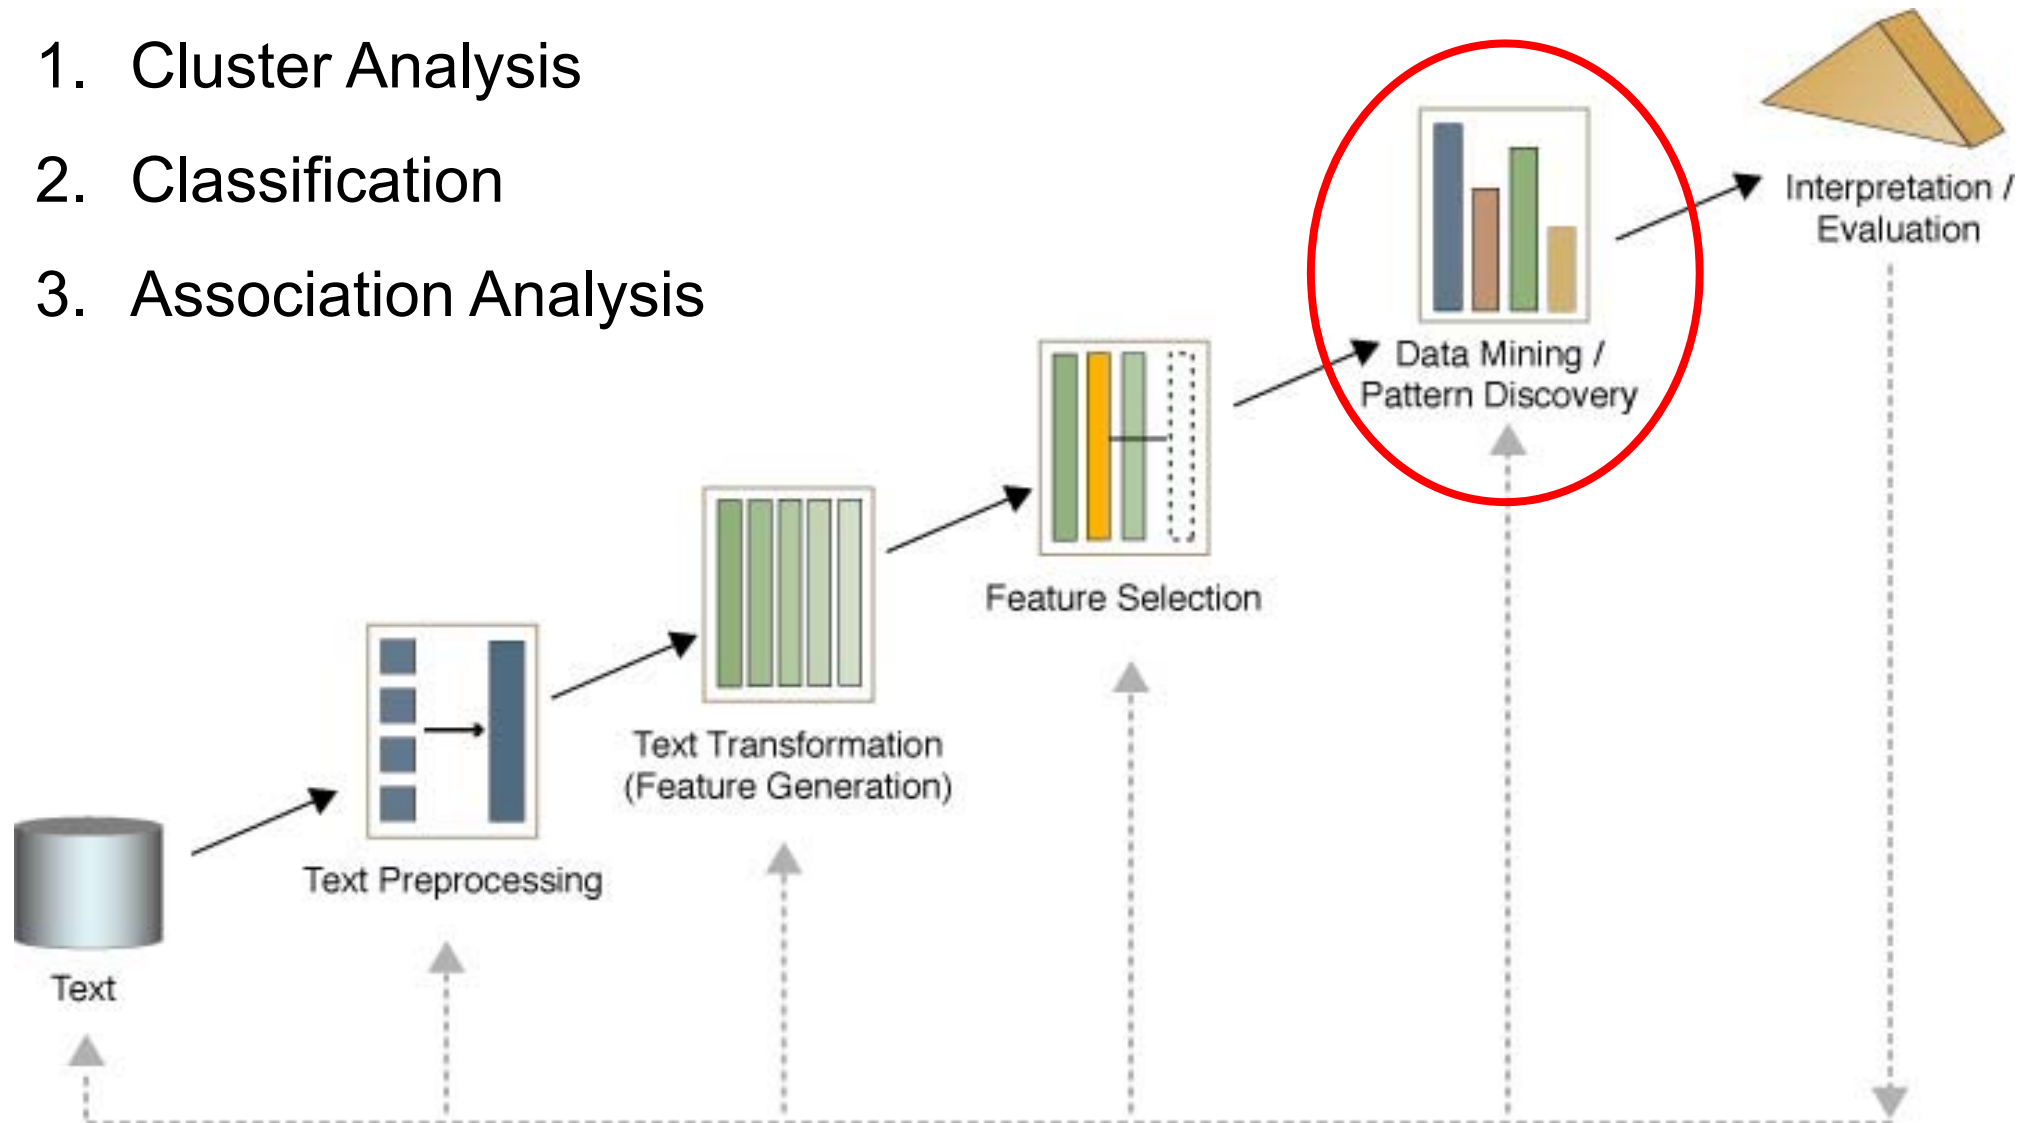 1. Cluster Analysis
2. Classification
3. Association Analysis
Interpretation /
Evaluation
Data Mining /
Pattern Discovery
Feature Selection
Text Transformation
(Feature Generation)
Text Preprocessing
Text